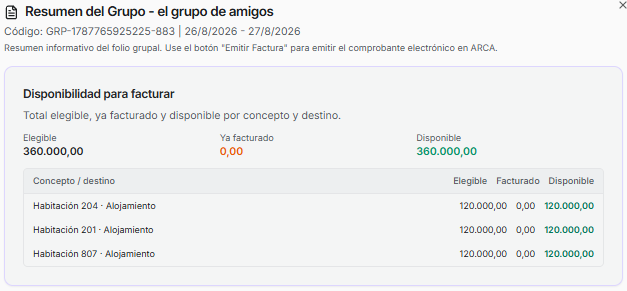 Resumen del Grupo - el grupo de amigos
Código: GRP-1787765925225-883 | 26/8/2026 - 27/8/2026
Resumen informativo del folio grupal. Use el botón "Emitir Factura" para emitir el comprobante electrónico en ARCA.
Disponibilidad para facturar
Total elegible, ya facturado y disponible por concepto y destino.
Elegible Ya facturado Disponible
360.000,00 0,00 360.000,00
Concepto / destino Elegible Facturado Disponible
Habitación 204 · Alojamiento 120.000,00 0,00 120.000,00
Habitación 201 · Alojamiento 120.000,00 0,00 120.000,00
Habitación 807 · Alojamiento 120.000,00 0,00 120.000,00